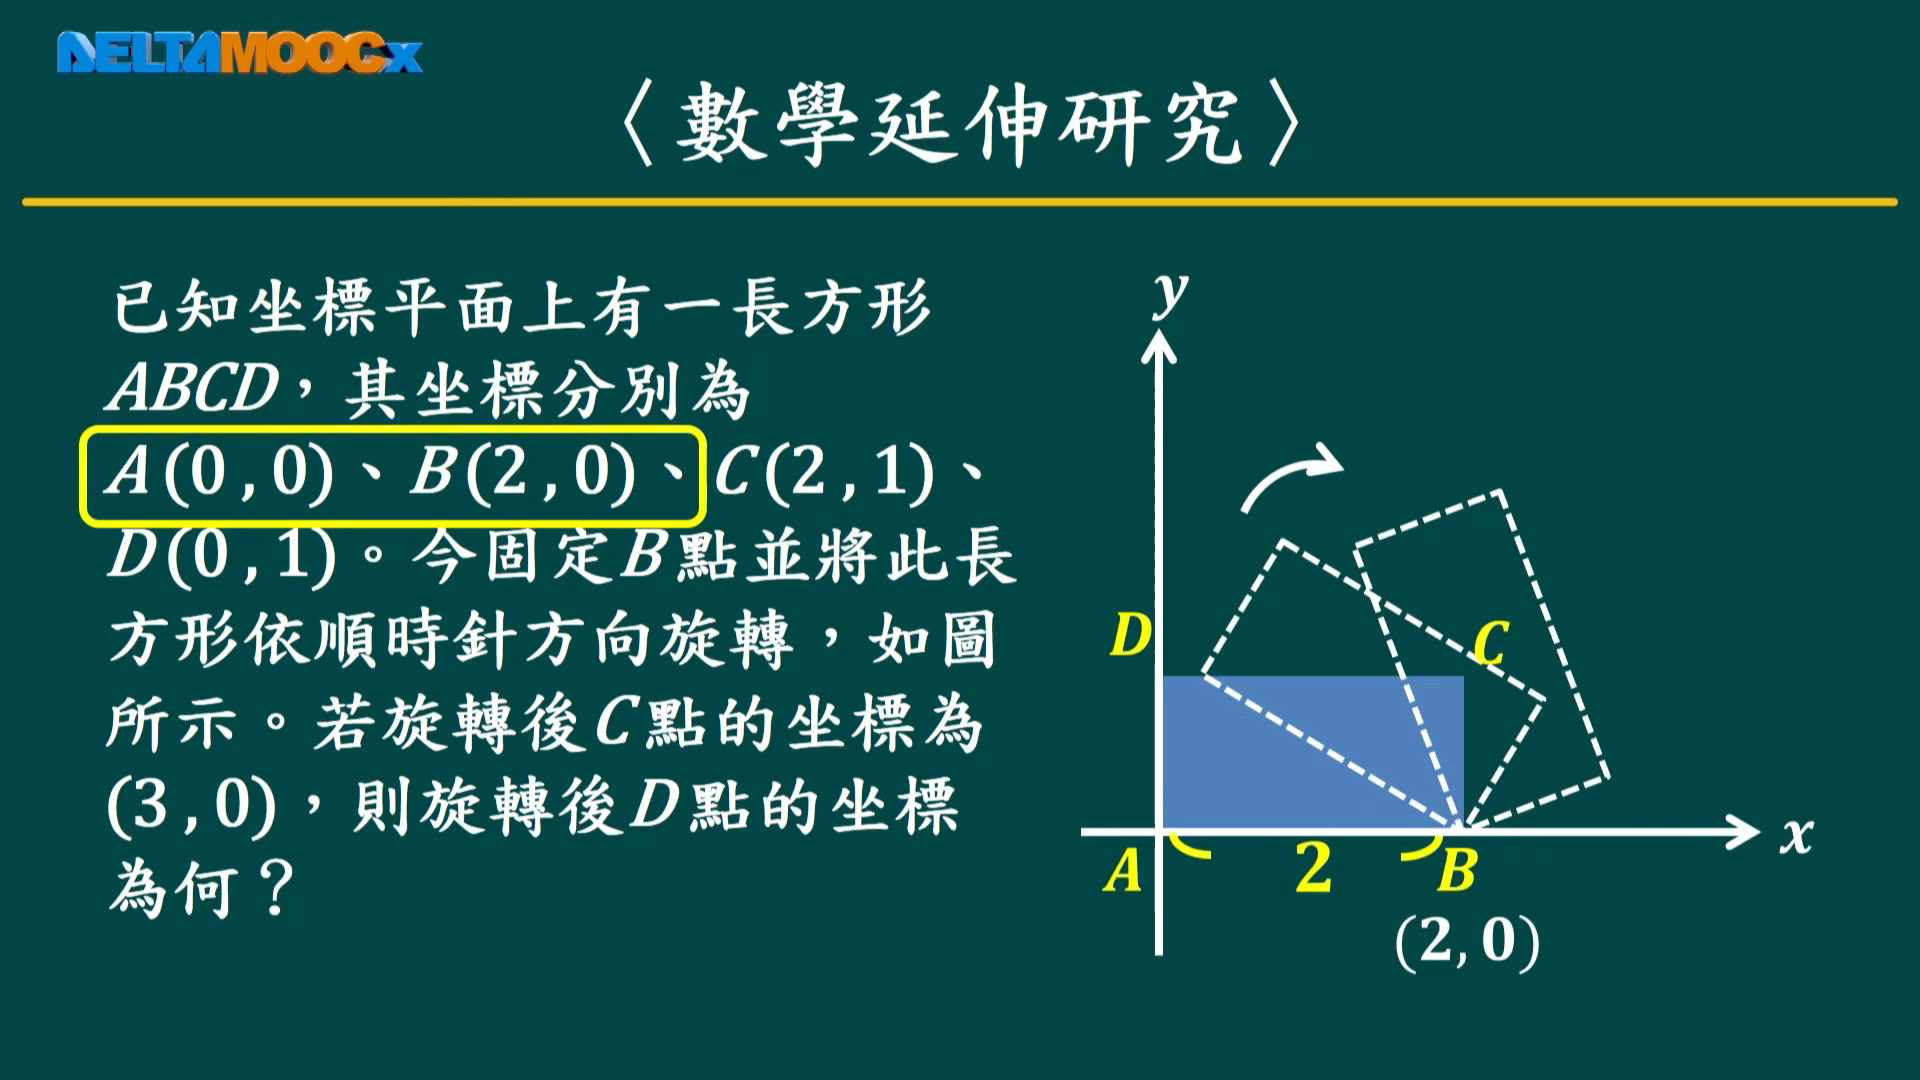 DELTAMOOCx
〈數學延伸研究〉
已知坐標平面上有一長方形
ABCD，其坐標分別為
A(0,0)、B(2,0)、C(2,1)、
D(0,1)。今固定B點並將此長
方形依順時針方向旋轉，如圖
所示。若旋轉後C點的坐標為
(3,0)，則旋轉後D點的坐標
為何？
y
D
C
x
A
2
B
(2,0)